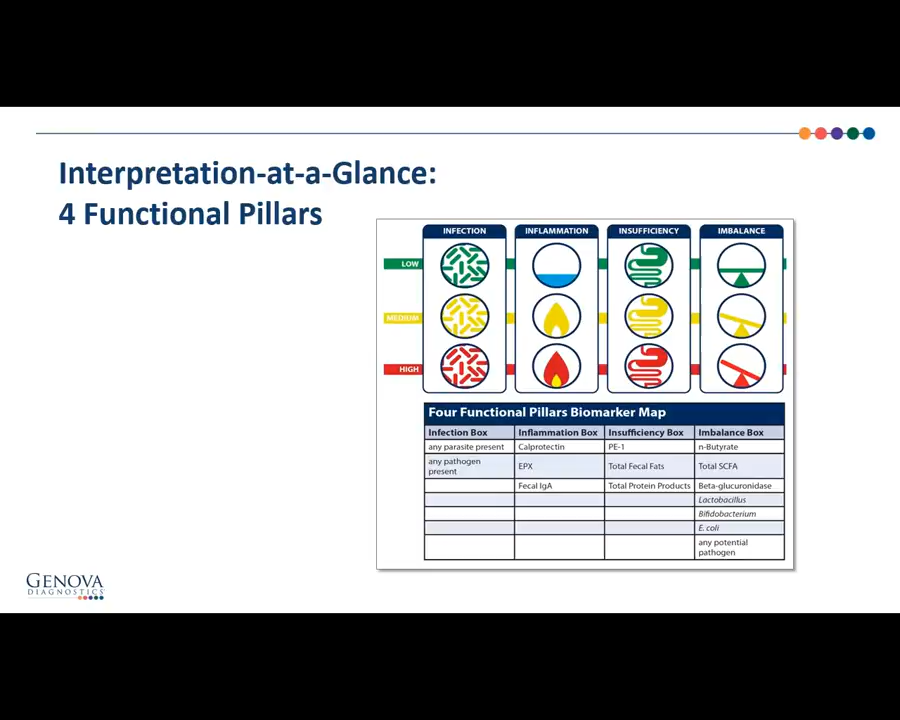 Interpretation-at-a-Glance:
4 Functional Pillars
INFECTION INFLAMMATION INSUFFICIENCY IMBALANCE
LOW
MEDIUM
HIGH
Four Functional Pillars Biomarker Map
Infection Box Inflammation Box Insufficiency Box Imbalance Box
any parasite present Calprotectin PE-1 n-Butyrate
any pathogen present EPX Total Fecal Fats Total SCFA
Fecal IgA Total Protein Products Beta-glucuronidase
Lactobacillus
Bifidobacterium
E. coli
any potential
pathogen
GENOVA
DIAGNOSTICS